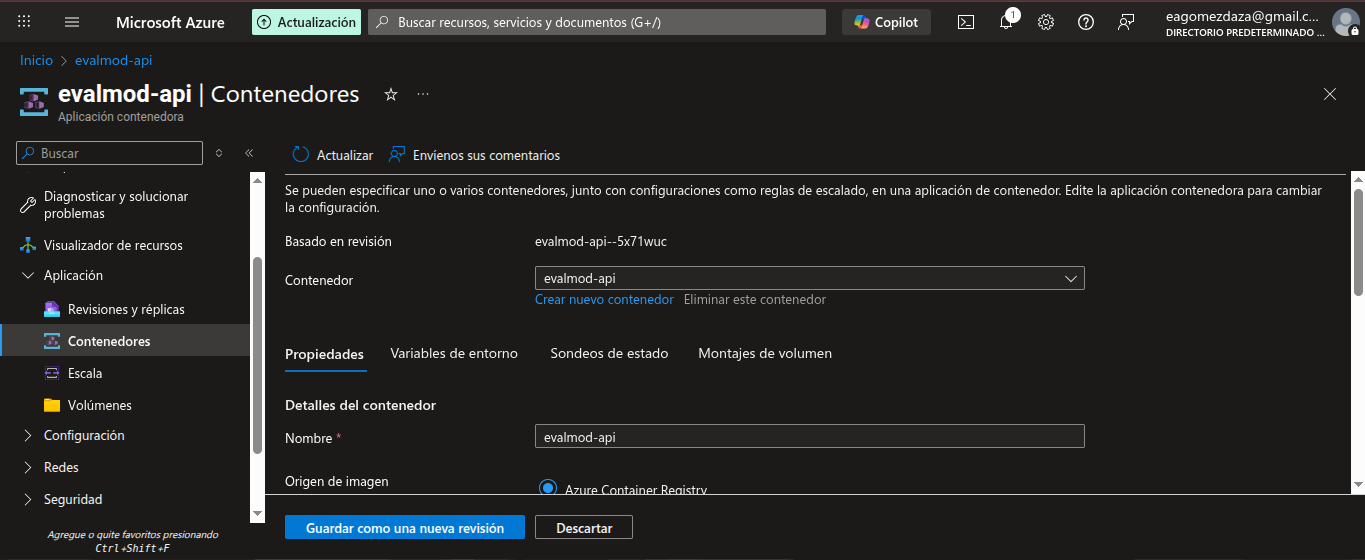 Microsoft Azure
Actualización
Buscar recursos, servicios y documentos (G+/)
Copilot
1
eagomezdaza@gmail.c...
DIRECTORIO PREDETERMINADO ...
Inicio > evalmod-api
evalmod-api | Contenedores
Aplicación contenedora
Buscar
Diagnosticar y solucionar
problemas
Visualizador de recursos
Aplicación
Revisiones y réplicas
Contenedores
Escala
Volúmenes
Configuración
Redes
Seguridad
Agregue o quite favoritos presionando
Ctrl+Shift+F
Actualizar
Envíenos sus comentarios
Se pueden especificar uno o varios contenedores, junto con configuraciones como reglas de escalado, en una aplicación de contenedor. Edite la aplicación contenedora para cambiar
la configuración.
Basado en revisión
evalmod-api--5x71wuc
Contenedor
evalmod-api
Crear nuevo contenedor Eliminar este contenedor
Propiedades
Variables de entorno
Sondeos de estado
Montajes de volumen
Detalles del contenedor
Nombre *
evalmod-api
Origen de imagen
Azure Container Registry
Guardar como una nueva revisión
Descartar